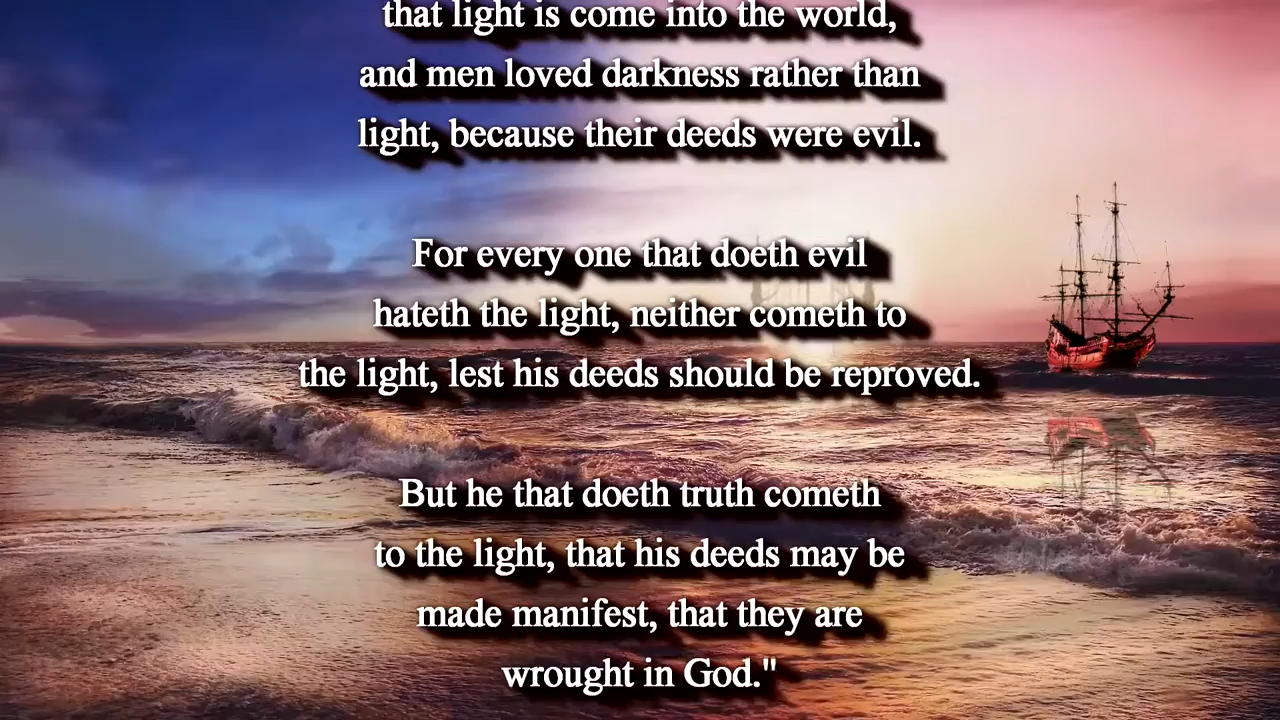 that light is come into the world,
and men loved darkness rather than
light, because their deeds were evil.
For every one that doeth evil
hateth the light, neither cometh to
the light, lest his deeds should be reproved.
But he that doeth truth cometh
to the light, that his deeds may be
made manifest, that they are
wrought in God."